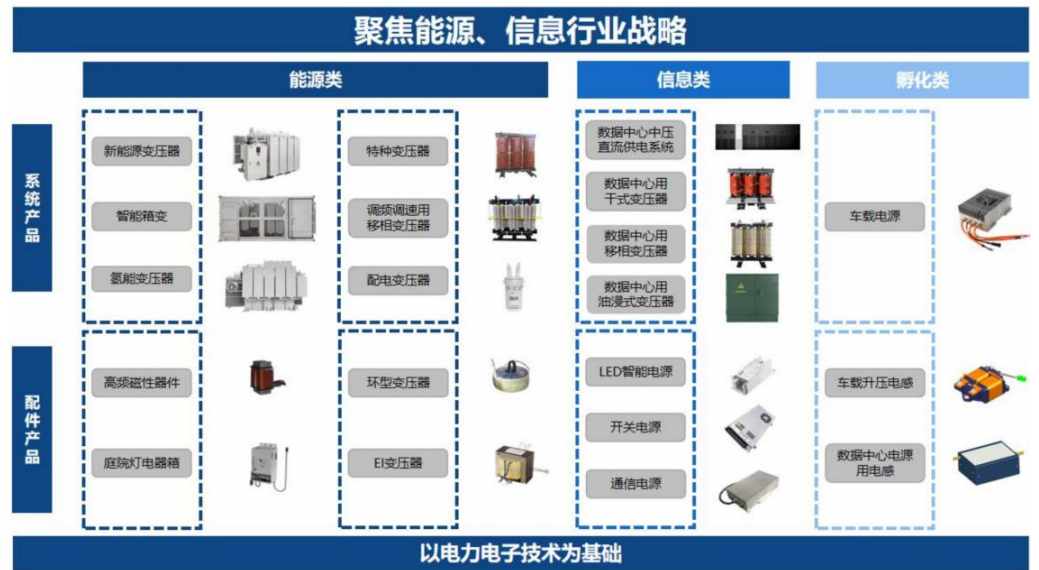 聚焦能源、信息行业战略
能源类
信息类
孵化类
系统产品
新能源变压器
智能箱变
氢能变压器
特种变压器
调频调速用
移相变压器
配电变压器
数据中心中压
直流供电系统
数据中心用
干式变压器
数据中心用
移相变压器
数据中心用
油浸式变压器
车载电源
配件产品
高频磁性器件
庭院灯电器箱
环型变压器
EI变压器
LED智能电源
开关电源
通信电源
车载升压电感
数据中心电源
用电感
以电力电子技术为基础